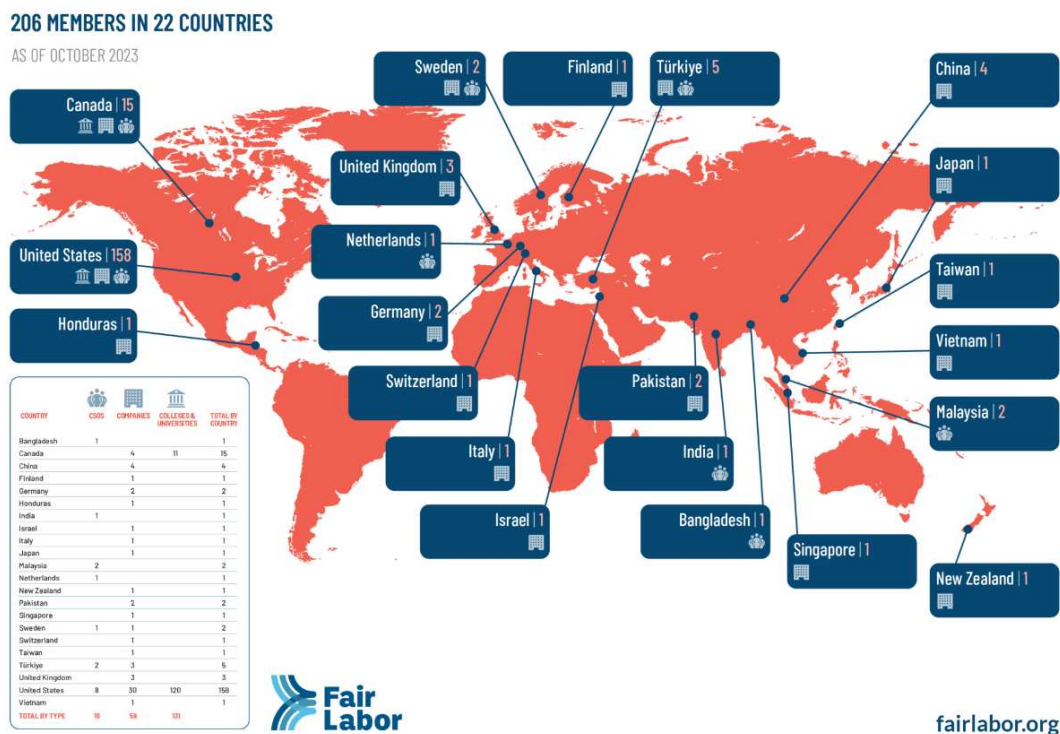 206 MEMBERS IN 22 COUNTRIES
AS OF OCTOBER 2023
Sweden | 2
Finland | 1
Türkiye | 5
China | 4
Canada | 15
United Kingdom | 3
Japan | 1
Netherlands | 1
United States | 158
Taiwan | 1
Germany | 2
Honduras | 1
Vietnam | 1
Switzerland | 1
Pakistan | 2
Malaysia | 2
Italy | 1
India | 1
Israel | 1
Bangladesh | 1
Singapore | 1
New Zealand | 1
COUNTRY CSOS COMPANIES COLLEGES & UNIVERSITIES TOTAL BY COUNTRY
Bangladesh 1 1
Canada 4 11 15
China 4 4
Finland 1 1
Germany 2 2
Honduras 1 1
India 1 1
Israel 1 1
Italy 1 1
Japan 1 1
Malaysia 2 2
Netherlands 1 1
New Zealand 1 1
Pakistan 2 2
Singapore 1 1
Sweden 1 1 2
Switzerland 1 1
Taiwan 1 1
Türkiye 2 3 5
United Kingdom 3 3
United States 8 30 120 158
Vietnam 1 1
TOTAL BY TYPE 16 59 131
Fair
Labor
fairlabor.org